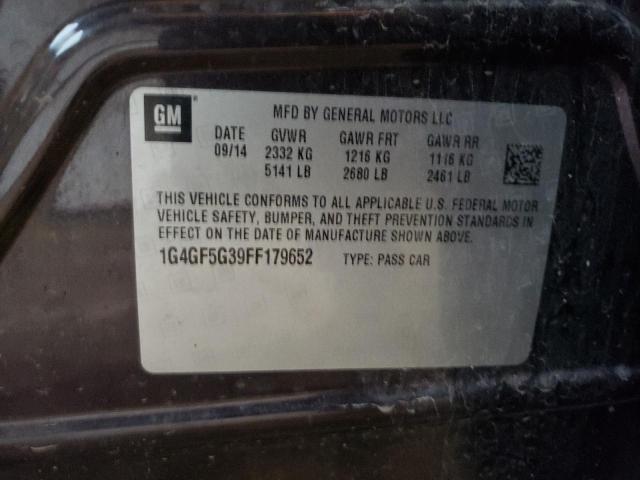 GM
MFD BY GENERAL MOTORS LLC
DATE GVWR GAWR FRT GAWR RR
09/14 2332 KG 1216 KG 1116 KG
5141 LB 2680 LB 2461 LB
THIS VEHICLE CONFORMS TO ALL APPLICABLE U.S. FEDERAL MOTOR
VEHICLE SAFETY, BUMPER, AND THEFT PREVENTION STANDARDS IN
EFFECT ON THE DATE OF MANUFACTURE SHOWN ABOVE.
1G4GF5G39FF179652 TYPE: PASS CAR